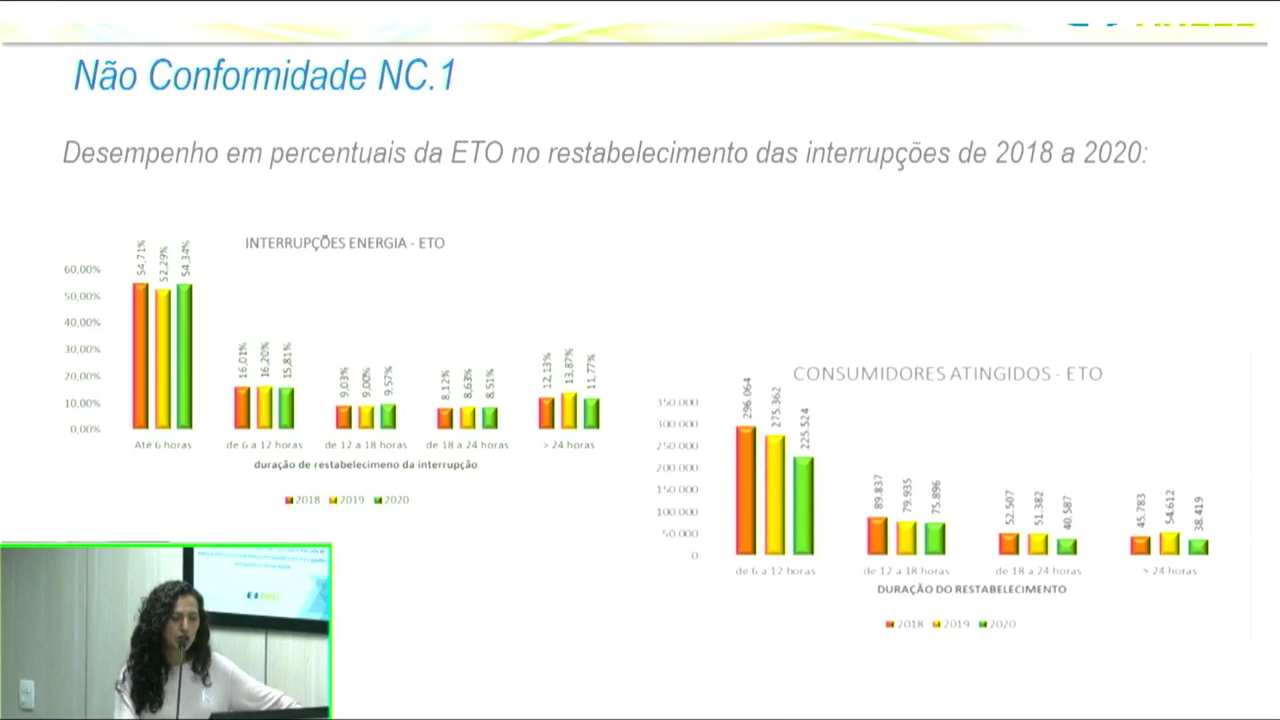 Não Conformidade NC.1
Desempenho em percentuais da ETO no restabelecimento das interrupções de 2018 a 2020:
INTERRUPÇÕES ENERGIA - ETO
60,00%
50,00%
40,00%
30,00%
20,00%
10,00%
0,00%
54,71%
52,29%
54,34%
16,01%
16,20%
15,81%
9,03%
9,00%
9,57%
8,12%
8,63%
8,51%
12,13%
13,87%
11,77%
Até 6 horas
de 6 a 12 horas
de 12 a 18 horas
de 18 a 24 horas
> 24 horas
duração de restabelecimeno da interrupção
2018 2019 2020
CONSUMIDORES ATINGIDOS - ETO
350.000
300.000
250.000
200.000
150.000
100.000
50.000
0
296.064
275.362
225.524
89.837
79.935
75.896
52.507
51.382
40.587
45.783
54.612
38.419
de 6 a 12 horas
de 12 a 18 horas
de 18 a 24 horas
> 24 horas
DURAÇÃO DO RESTABELECIMENTO
2018 2019 2020